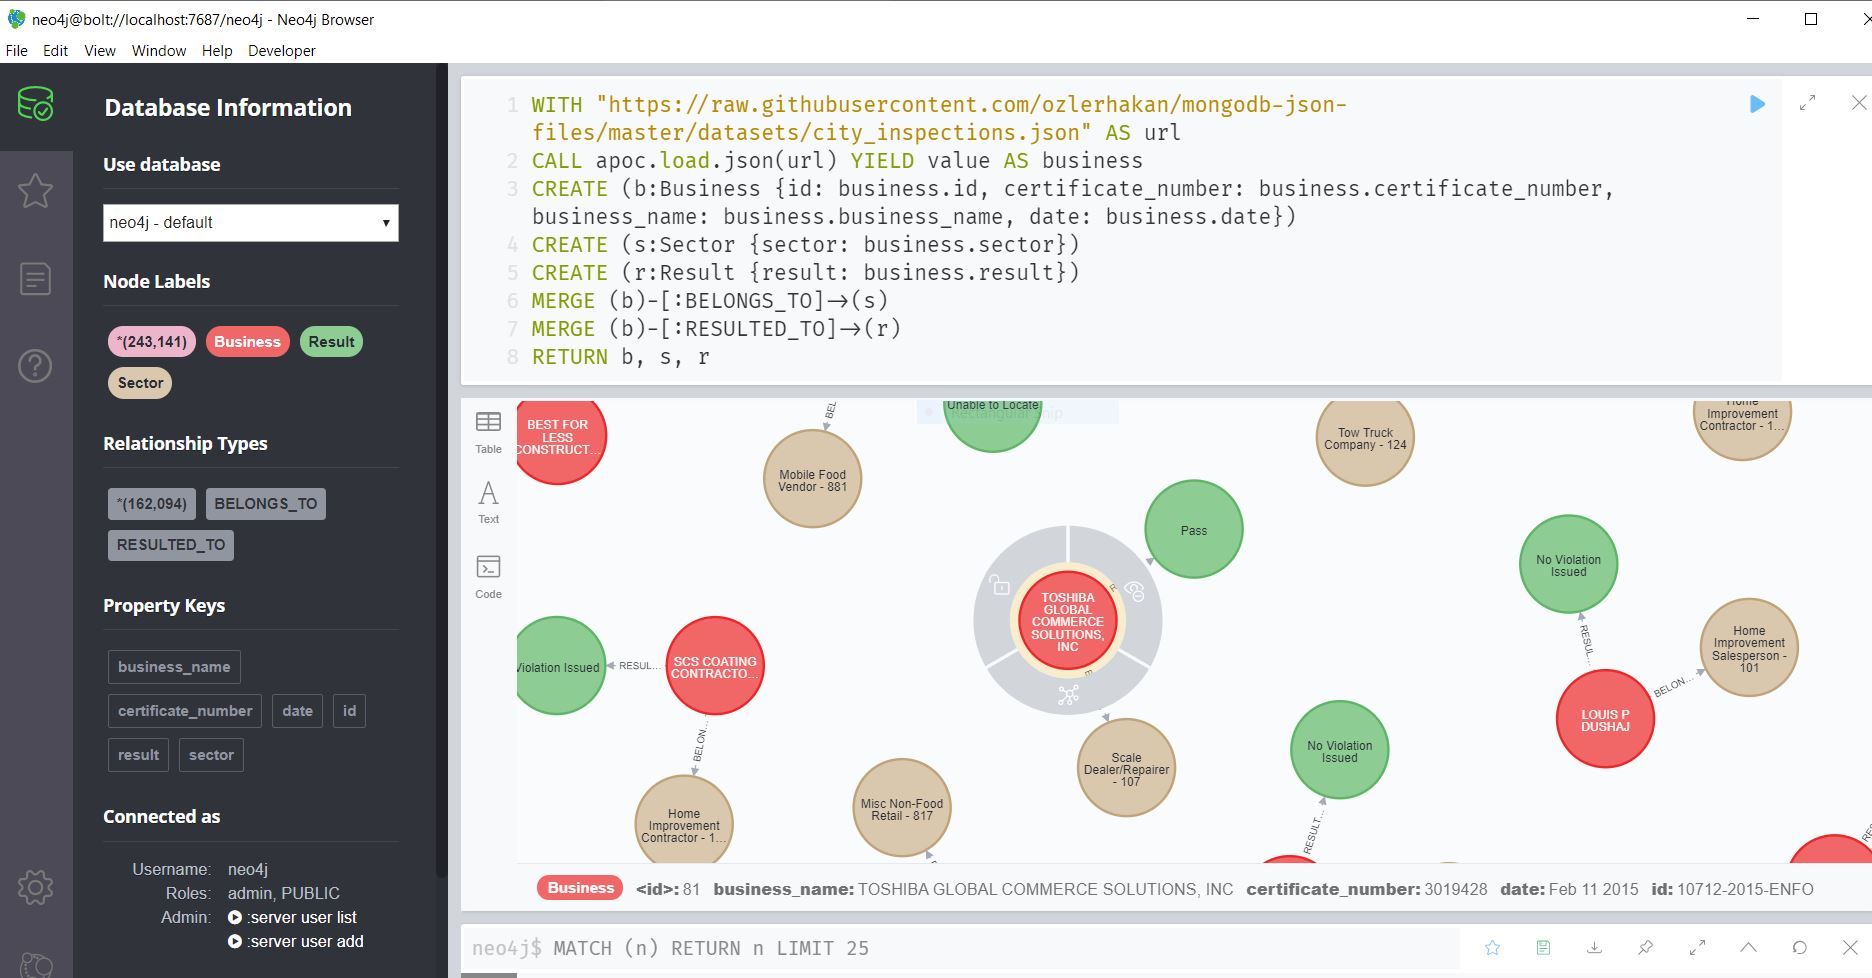 neo4j@bolt://localhost:7687/neo4j - Neo4j Browser
File Edit View Window Help Developer
Database Information
Use database
neo4j - default
Node Labels
*(243,141) Business Result
Sector
Relationship Types
*(162,094) BELONGS_TO
RESULTED_TO
Property Keys
business_name
certificate_number date id
result sector
Connected as
Username: neo4j
Roles: admin, PUBLIC
Admin: :server user list
:server user add
1 WITH "https://raw.githubusercontent.com/ozlerhakan/mongodb-json-
files/master/datasets/city_inspections.json" AS url
2 CALL apoc.load.json(url) YIELD value AS business
3 CREATE (b:Business {id: business.id, certificate_number: business.certificate_number,
business_name: business.business_name, date: business.date})
4 CREATE (s:Sector {sector: business.sector})
5 CREATE (r:Result {result: business.result})
6 MERGE (b)-[:BELONGS_TO]->(s)
7 MERGE (b)-[:RESULTED_TO]->(r)
8 RETURN b, s, r
Table
Text
Code
BEST FOR
LESS
CONSTRUCT...
BEL
Mobile Food
Vendor - 881
Unable to Locate
Rectangular Snip
Tow Truck
Company - 124
Home
Improvement
Contractor - 1...
Pass
TOSHIBA
GLOBAL
COMMERCE
SOLUTIONS,
INC
No Violation
Issued
RESUL...
Home
Improvement
Salesperson -
101
BELON...
LOUIS P
DUSHAJ
Violation Issued
RESUL...
SCS COATING
CONTRACTO...
BELON...
Home
Improvement
Contractor - 1...
Misc Non-Food
Retail - 817
Scale
Dealer/Repairer
- 107
No Violation
Issued
RESULT...
Business <id>: 81 business_name: TOSHIBA GLOBAL COMMERCE SOLUTIONS, INC certificate_number: 3019428 date: Feb 11 2015 id: 10712-2015-ENFO
neo4j$ MATCH (n) RETURN n LIMIT 25